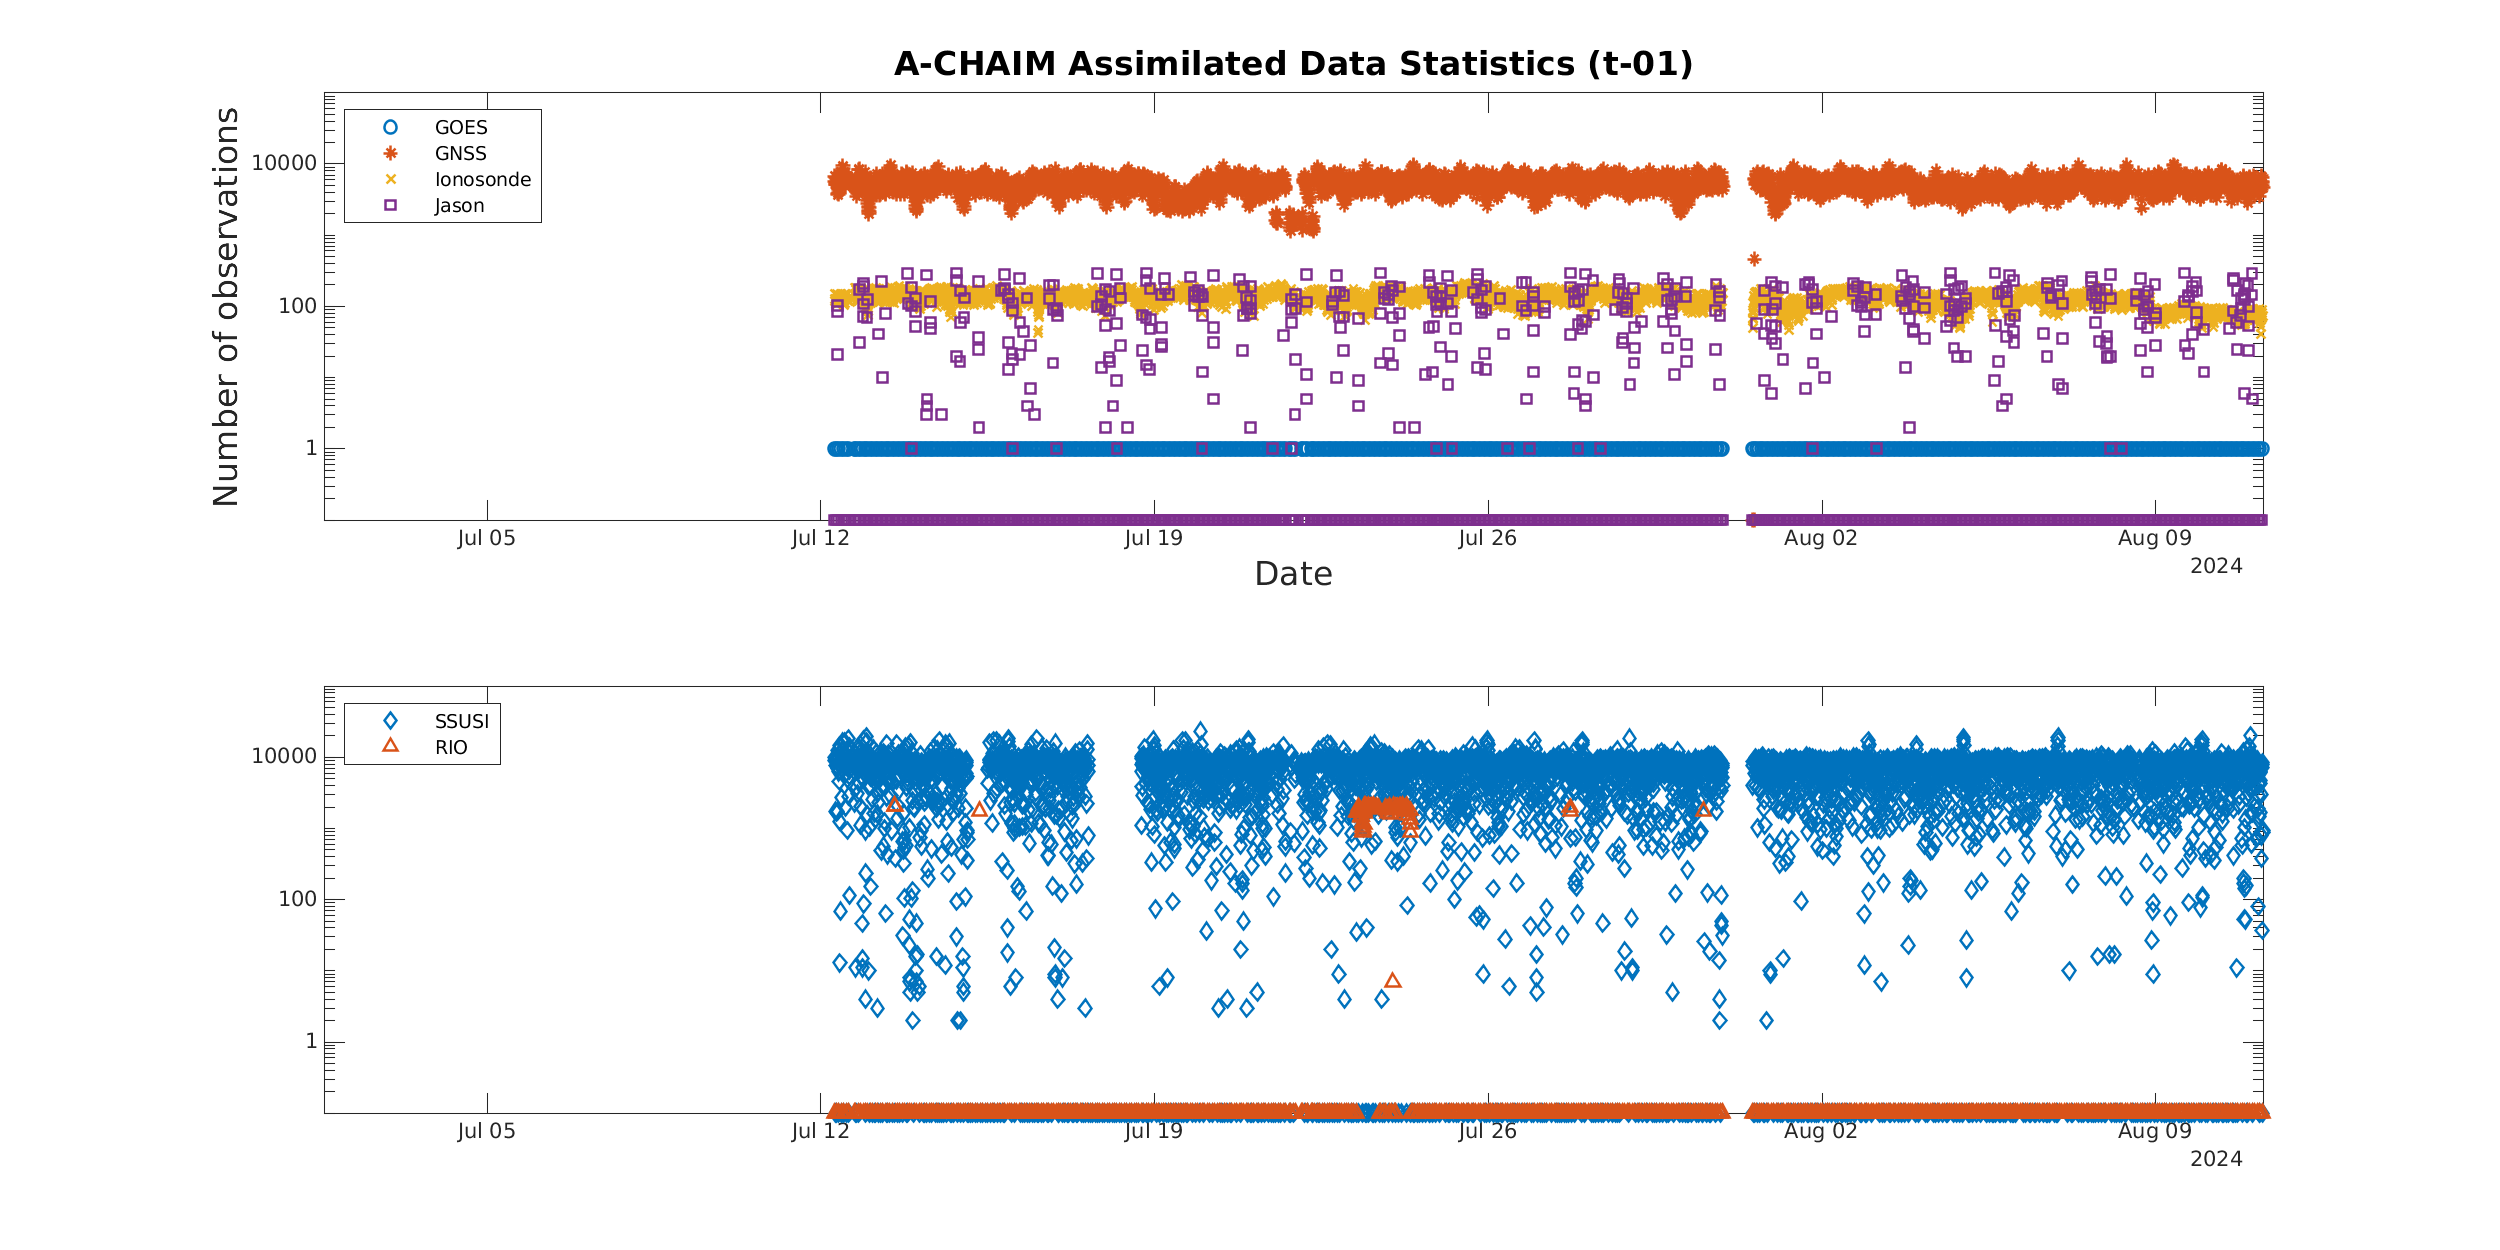 A-CHAIM Assimilated Data Statistics (t-01)
Number of observations
GOES
GNSS
Ionosonde
Jason
10000
100
1
Jul 05
Jul 12
Jul 19
Jul 26
Aug 02
Aug 09
2024
Date
SSUSI
RIO
10000
100
1
Jul 05
Jul 12
Jul 19
Jul 26
Aug 02
Aug 09
2024